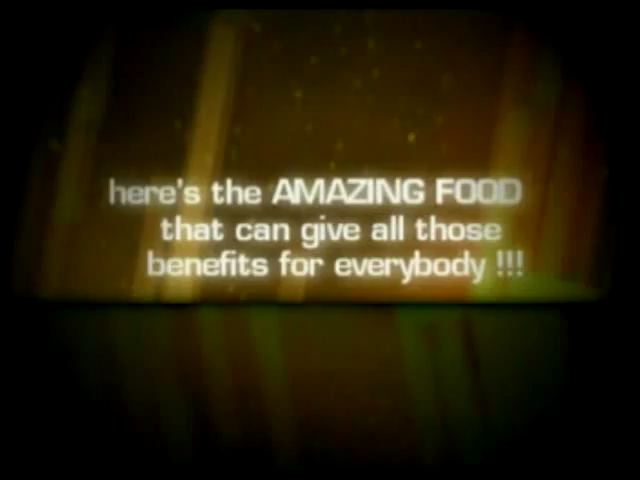 here's the AMAZING FOOD
that can give all those
benefits for everybody !!!